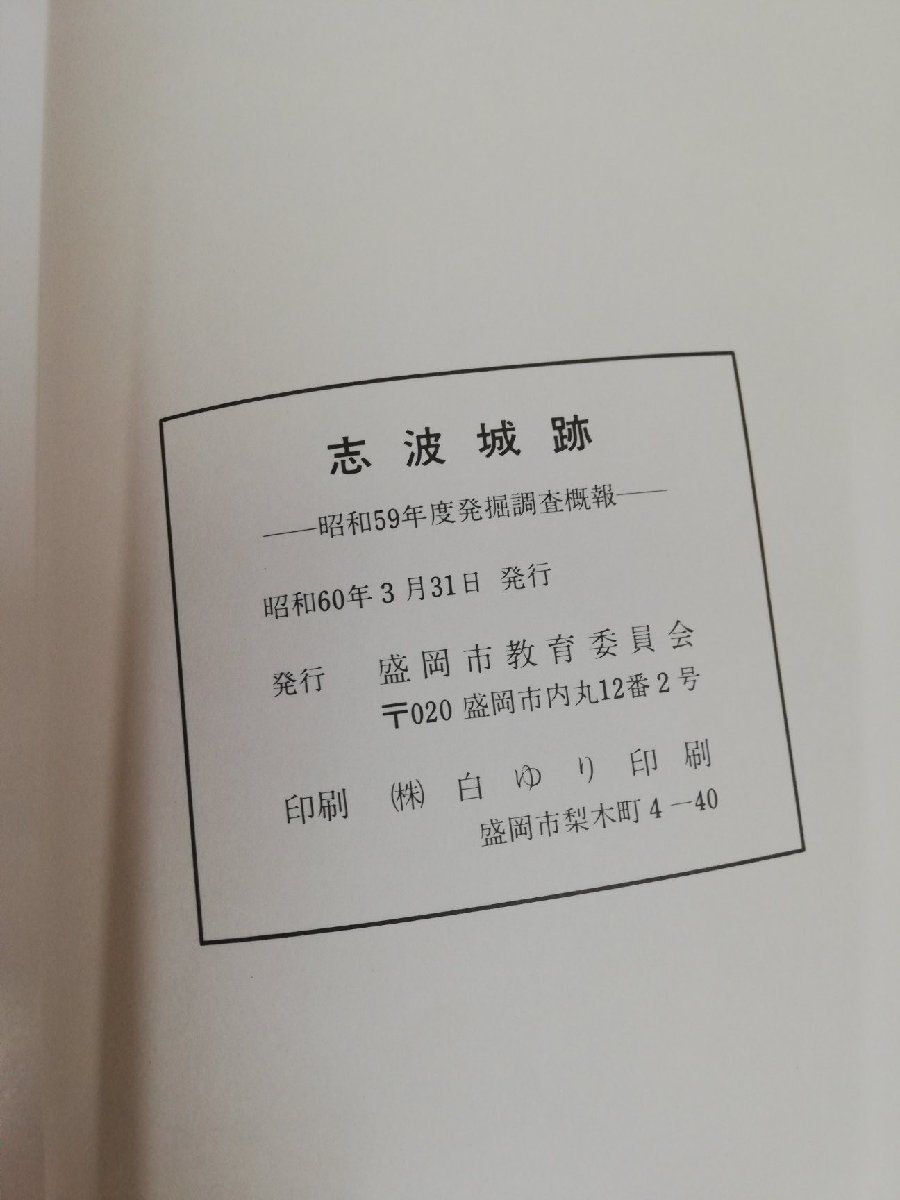 志波城跡
――昭和59年度発掘調査概報――
昭和60年3月31日 発行
発行 盛岡市教育委員会
〒020 盛岡市内丸12番2号
印刷 ㈱ 白ゆり印刷
盛岡市梨木町4―40